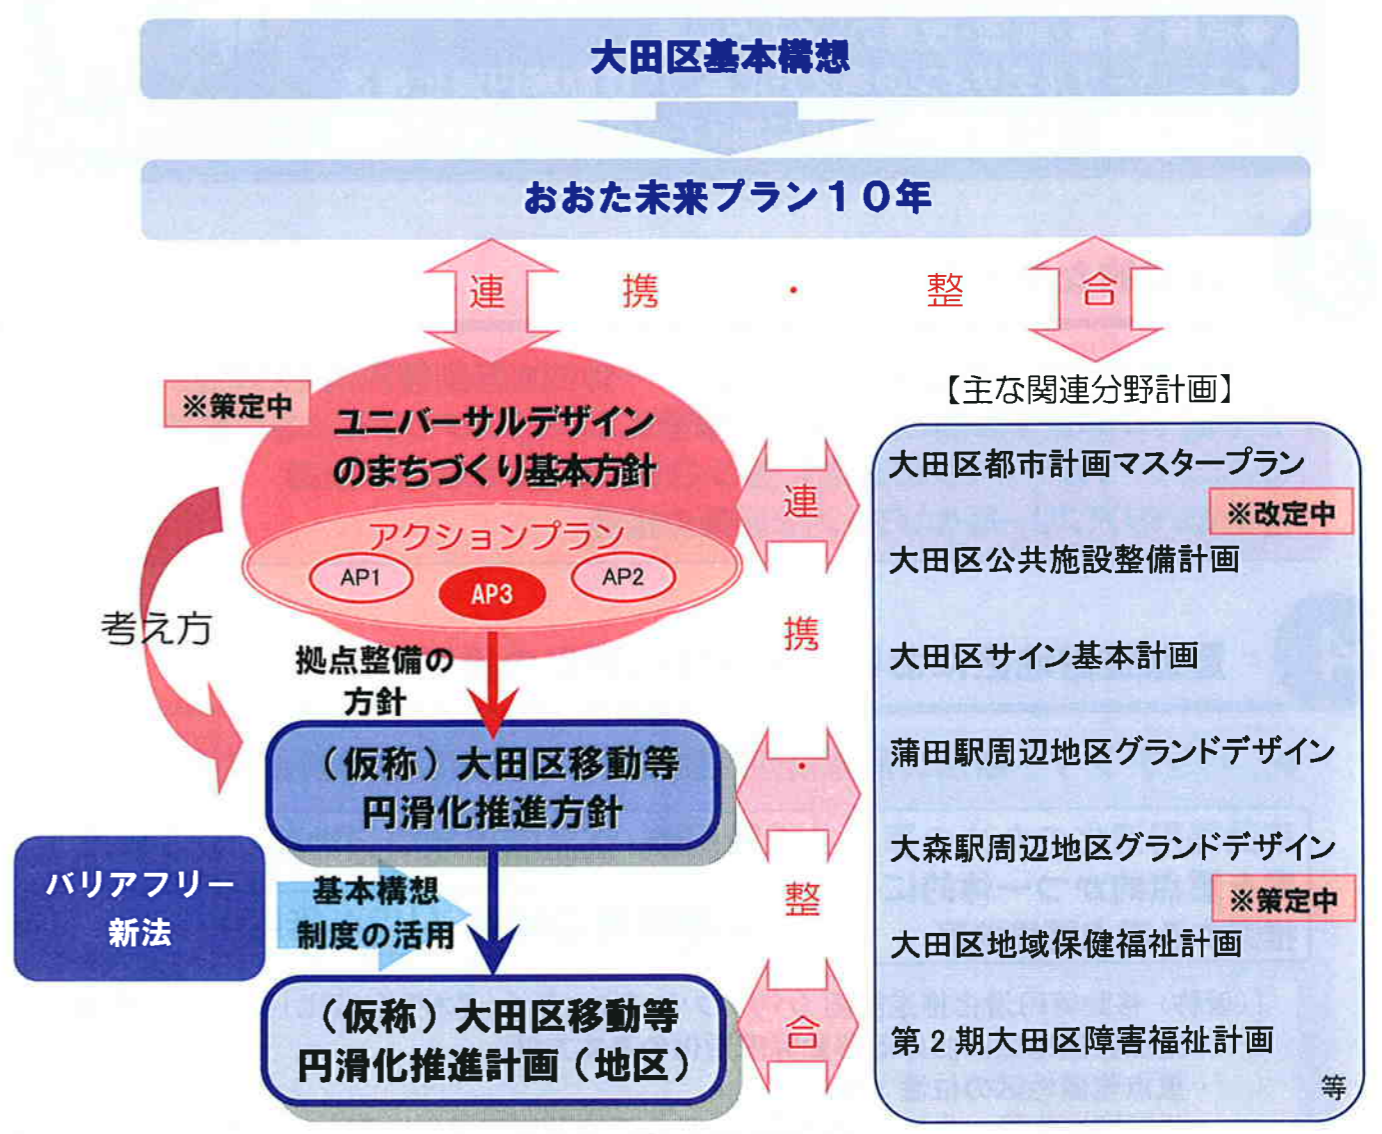 大田区基本構想
おおた未来プラン１０年
連携・整合
※策定中
ユニバーサルデザイン
のまちづくり基本方針
アクションプラン
AP1
AP3
AP2
考え方
拠点整備の
方針
（仮称）大田区移動等
円滑化推進方針
バリアフリー
新法
基本構想
制度の活用
（仮称）大田区移動等
円滑化推進計画（地区）
連携・整合
【主な関連分野計画】
大田区都市計画マスタープラン
※改定中
大田区公共施設整備計画
大田区サイン基本計画
蒲田駅周辺地区グランドデザイン
大森駅周辺地区グランドデザイン
※策定中
大田区地域保健福祉計画
第２期大田区障害福祉計画
等